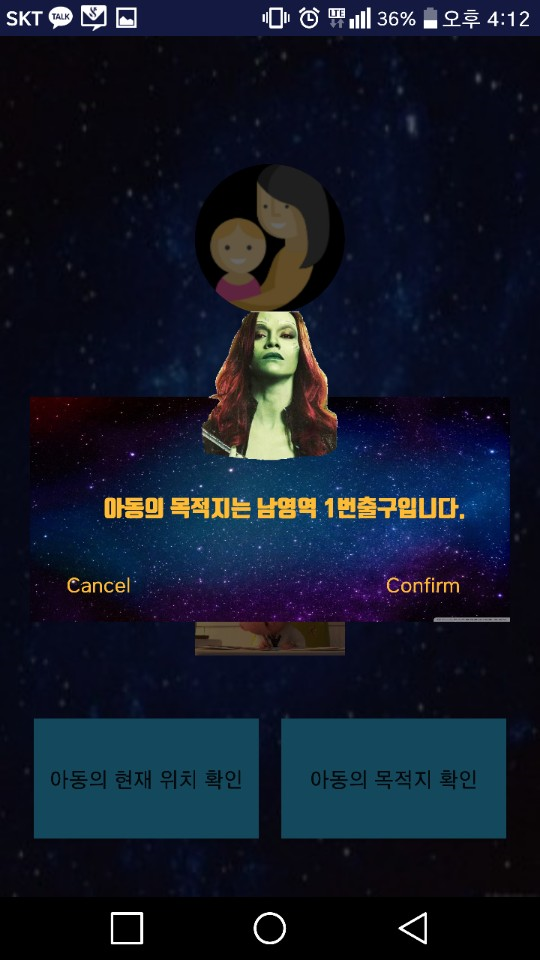 SKT TALK LTE 36% 오후 4:12
아동의 목적지는 남영역 1번출구입니다.
Cancel Confirm
아동의 현재 위치 확인 아동의 목적지 확인